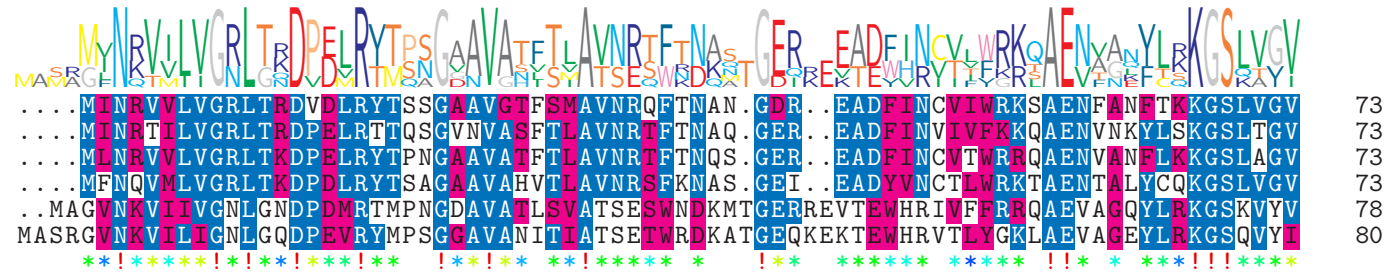 ....MINRVVLVGRLTRDVDLRYTSSGAAVGTFSMAVNRQFTNAN.GDR..EADFINCVIWRKSAENFANFTKKGSLVGV 73
....MINRTILVGRLTRDPELRTTQSGVNVASFTLAVNRTFTNAQ.GER..EADFINVIVFKKQAENVNKYLSKGSLTGV 73
....MLNRVVLVGRLTKDPELRYTPNGAAVATFTLAVNRTFTNQS.GER..EADFINCVTWRRQAENVANFLKKGSLAGV 73
....MFNQVMLVGRLTKDPDLRYTSAGAAVAHVTLAVNRSFKNAS.GEI..EADYVNCTLWRKTAENTALYCQKGSLVGV 73
..MAGVNKVIIVGNLGNDPDMRTMPNGDAVATLSVATSESWNDKMTGERREVTEWHRIVFFRRQAEVAGQYLRKGSKVYV 78
MASRGVNKVILIGNLGQDPEVRYMPSGGAVANITIATSETWRDKATGEQKEKTEWHRVTLYGKLAEVAGEYLRKGSQVYI 80